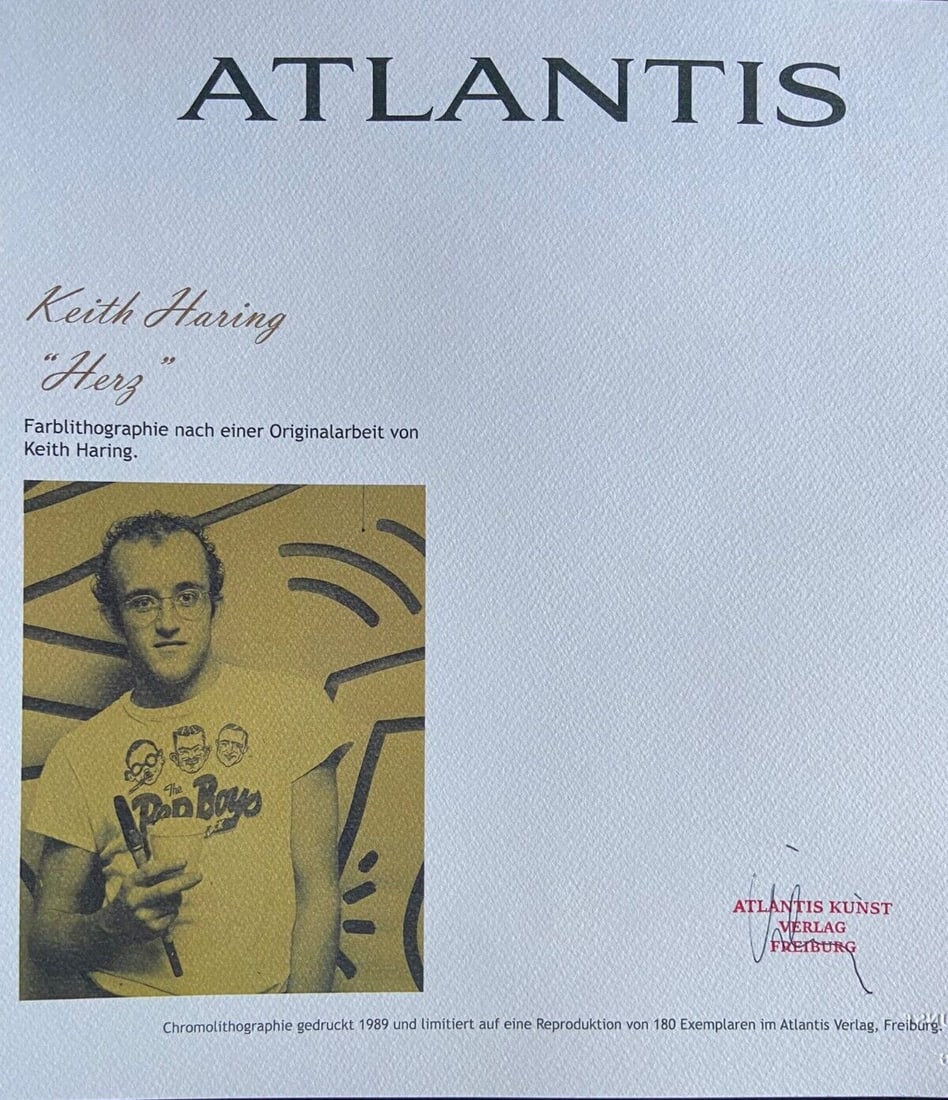 ATLANTIS
Keith Haring
“Herz”
Farblithographie nach einer Originalarbeit von
Keith Haring.
The
Boys
ATLANTIS KUNST
VERLAG
FREIBURG
Chromolithographie gedruckt 1989 und limitiert auf eine Reproduktion von 180 Exemplaren im Atlantis Verlag, Freiburg.